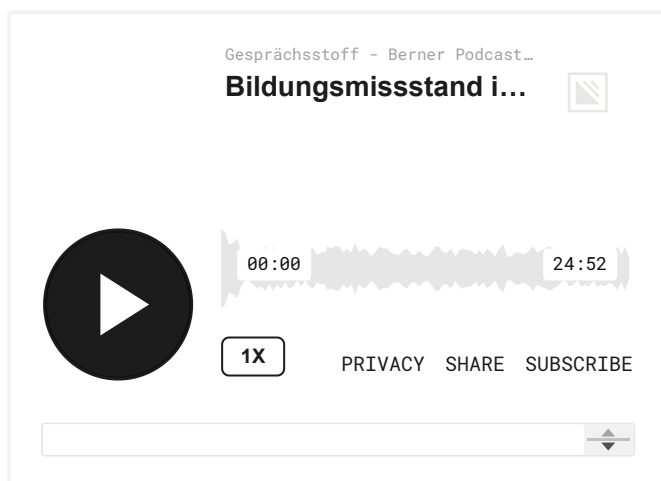 Gesprächsstoff - Berner Podcast…
Bildungsmissstand i…
00:00
24:52
1X
PRIVACY SHARE SUBSCRIBE